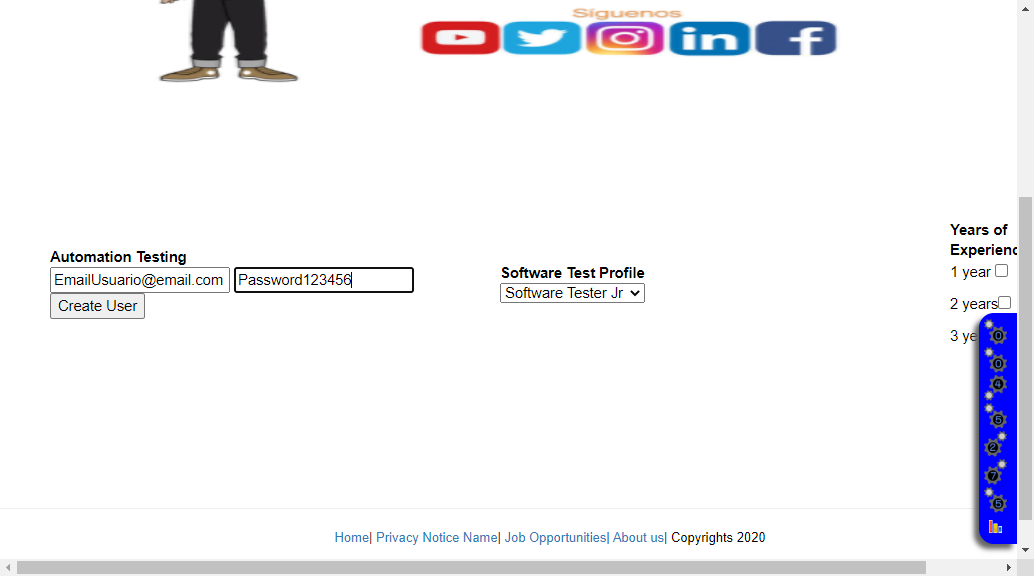 Síguenos
in
f
Automation Testing
EmailUsuario@email.com Password123456
Create User
Software Test Profile
Software Tester Jr
Years of
Experienc
1 year
2 years
3 ye
0
0
4
5
2
7
5
Home| Privacy Notice Name| Job Opportunities| About us| Copyrights 2020